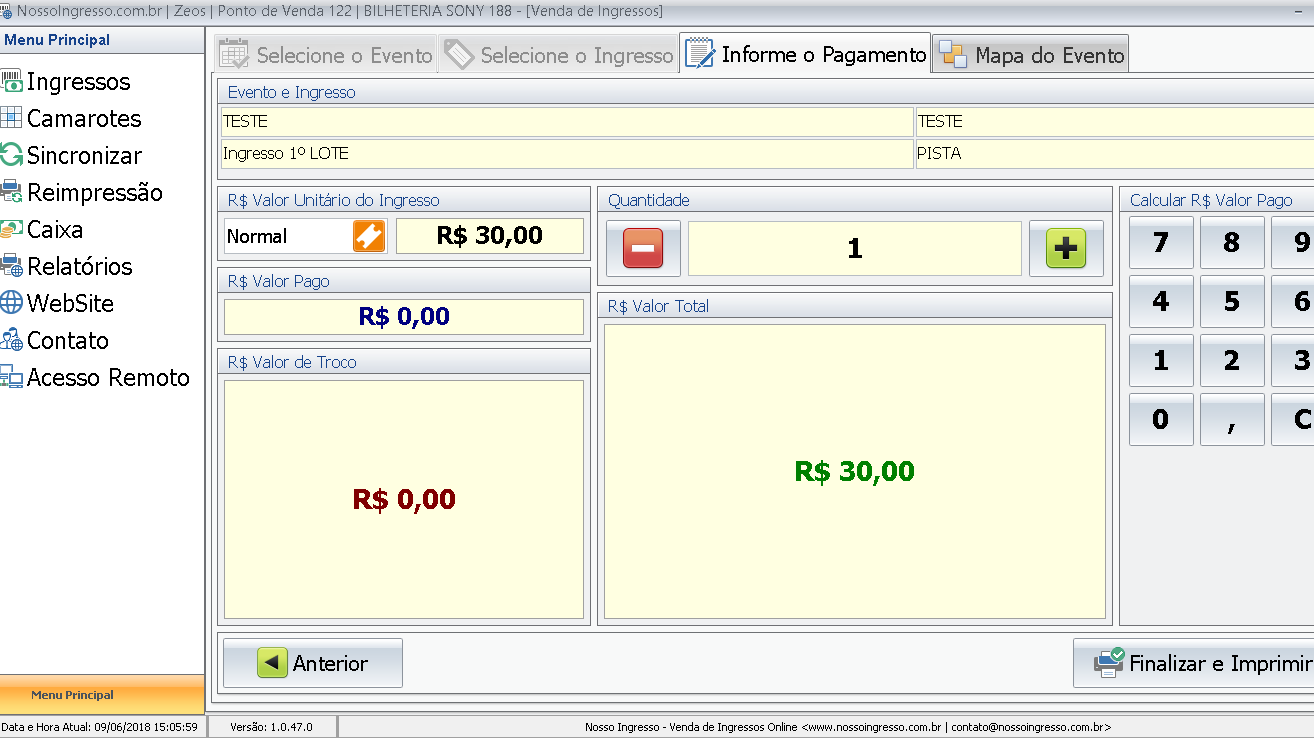 NossoIngresso.com.br | Zeos | Ponto de Venda 122 | BILHETERIA SONY 188 - [Venda de Ingressos]
Menu Principal
Ingressos
Camarotes
Sincronizar
Reimpressão
Caixa
Relatórios
WebSite
Contato
Acesso Remoto
Menu Principal
Selecione o Evento
Selecione o Ingresso
Informe o Pagamento
Mapa do Evento
Evento e Ingresso
TESTE
TESTE
Ingresso 1º LOTE
PISTA
R$ Valor Unitário do Ingresso
Normal
R$ 30,00
R$ Valor Pago
R$ 0,00
R$ Valor de Troco
R$ 0,00
Quantidade
1
R$ Valor Total
R$ 30,00
Calcular R$ Valor Pago
7 8 9
4 5 6
1 2 3
0 , C
Anterior
Finalizar e Imprimir
Data e Hora Atual: 09/06/2018 15:05:59
Versão: 1.0.47.0
Nosso Ingresso - Venda de Ingressos Online <www.nossoingresso.com.br | contato@nossoingresso.com.br>